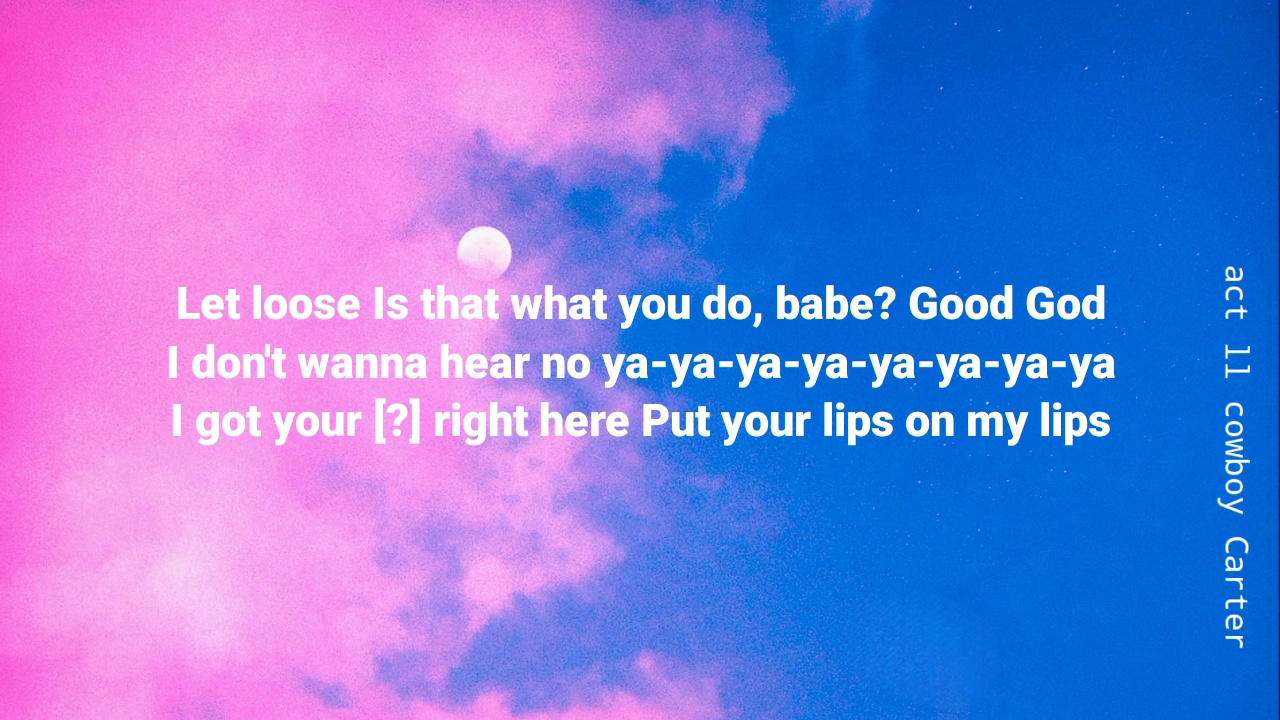 Let loose Is that what you do, babe? Good God
I don't wanna hear no ya-ya-ya-ya-ya-ya-ya-ya
I got your [?] right here Put your lips on my lips
act ll cowboy Carter